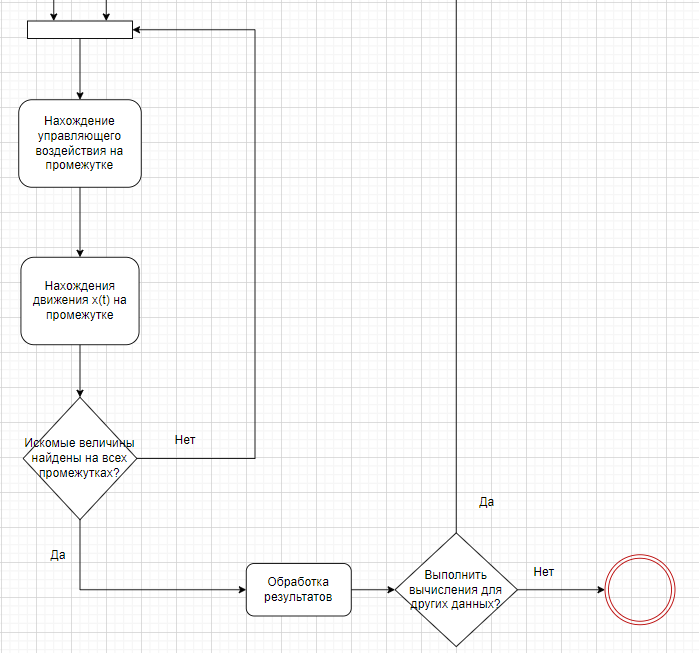 Нахождение
управляющего
воздействия на
промежутке
Нахождения
движения x(t) на
промежутке
Искомые величины
найдены на всех
промежутках?
Нет
Да
Обработка
результатов
Выполнить
вычисления для
других данных?
Да
Нет